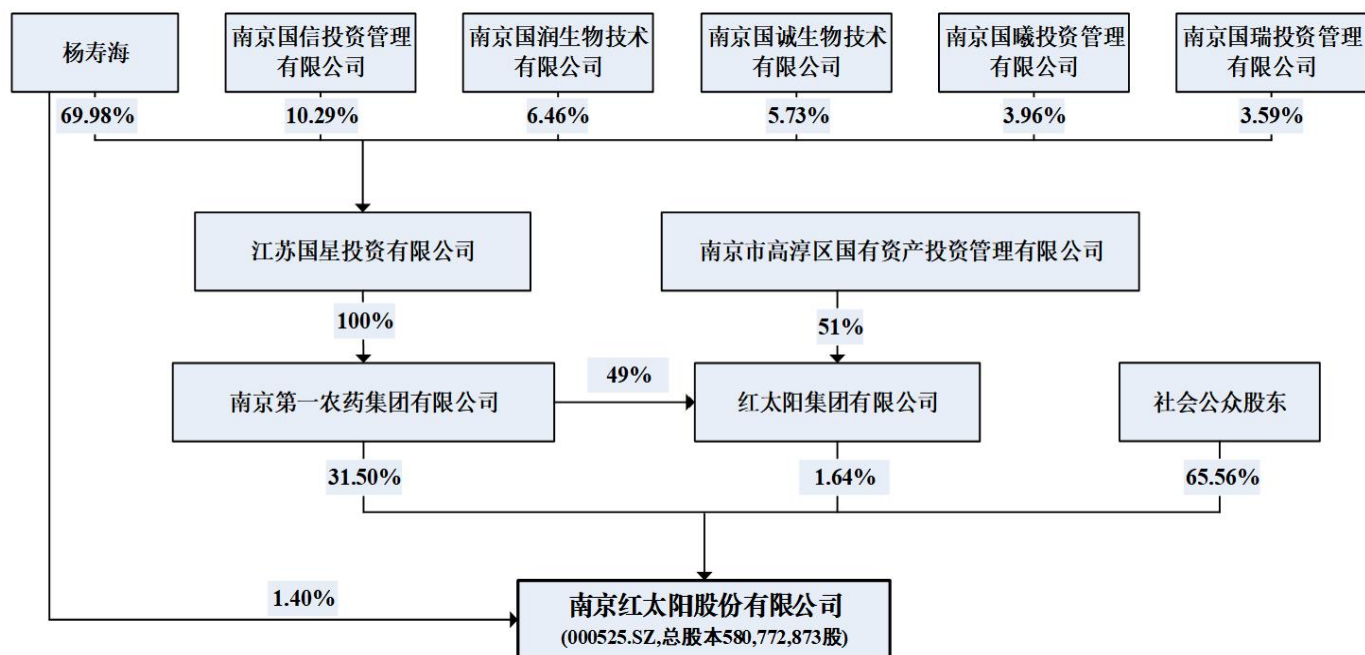 杨寿海
南京国信投资管理
有限公司
南京国润生物技术
有限公司
南京国诚生物技术
有限公司
南京国曦投资管理
有限公司
南京国瑞投资管理
有限公司
69.98%
10.29%
6.46%
5.73%
3.96%
3.59%
江苏国星投资有限公司
南京市高淳区国有资产投资管理有限公司
100%
51%
南京第一农药集团有限公司
49%
红太阳集团有限公司
社会公众股东
31.50%
1.64%
65.56%
1.40%
南京红太阳股份有限公司
(000525.SZ,总股本580,772,873股)